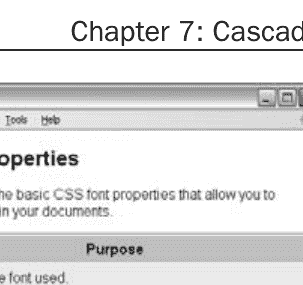 Chapter 7: Cascad
Tools Help
operties
he basic CSS font properties that allow you to
in your documents.
Purpose
e font used.